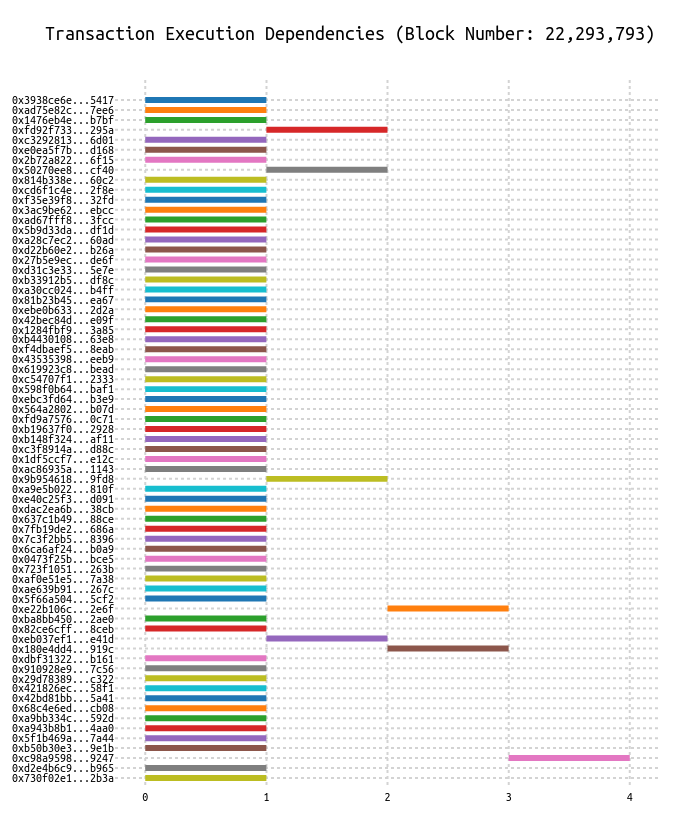 Transaction Execution Dependencies (Block Number: 22,293,793)
0x3938ce6e...5417
0xad75e82c...7ee6
0x1476eb4e...b7bf
0xfd92f733...295a
0xc3292813...6d01
0xe0ea5f7b...d168
0x2b72a822...6f15
0x50270ee8...cf40
0x814b338e...60c2
0xcd6f1c4e...2f8e
0xf35e39f8...32fd
0x3ac9be62...ebcc
0xad67fff8...3fcc
0x5b9d33da...df1d
0xa28c7ec2...60ad
0xd22b60e2...b26a
0x27b5e9ec...de6f
0xd31c3e33...5e7e
0xb33912b5...df8c
0xa30cc024...b4ff
0x81b23b45...ea67
0xebe0b633...2d2a
0x42bec84d...e09f
0x1284fbf9...3a85
0xb4430108...63e8
0xf4dbaef5...8eab
0x43535398...eeb9
0x619923c8...bead
0xc54707f1...2333
0x598f0b64...baf1
0xebc3fd64...b3e9
0x564a2802...b07d
0xfd9a7576...0c71
0xb19637f0...2928
0xb148f324...af11
0xc3f8914a...d88c
0x1df5ccf7...e12c
0xac86935a...1143
0x9b954618...9fd8
0xa9e5b022...810f
0xe40c25f3...d091
0xdac2ea6b...38cb
0x637c1b49...88ce
0x7fb19de2...686a
0x7c3f2bb5...8396
0x6ca6af24...b0a9
0x0473f25b...bce5
0x723f1051...263b
0xaf0e51e5...7a38
0xae639b91...267c
0x5f66a504...5cf2
0xe22b106c...2e6f
0xba8bb450...2ae0
0x82ce6cff...8ceb
0xeb037ef1...e41d
0x180e4dd4...919c
0xdbf31322...b161
0x910928e9...7c56
0x29d78389...c322
0x421826ec...58f1
0x42bd81bb...5a41
0x68c4e6ed...cb08
0xa9bb334c...592d
0xa943b8b1...4aa0
0x5f1b469a...7a44
0xb50b30e3...9e1b
0xc98a9598...9247
0xd2e4b6c9...b965
0x730f02e1...2b3a
0 1 2 3 4